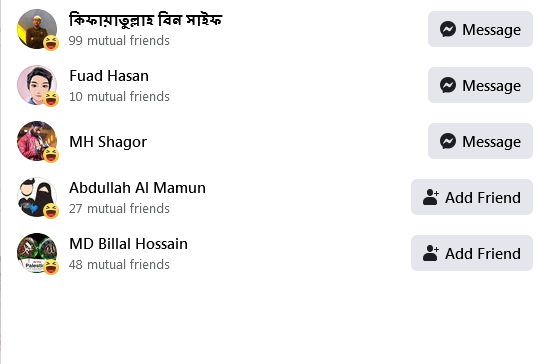 কিফায়াতুল্লাহ বিন সাইফ
99 mutual friends
Message
Fuad Hasan
10 mutual friends
Message
MH Shagor
Message
Abdullah Al Mamun
27 mutual friends
Add Friend
MD Billal Hossain
48 mutual friends
Add Friend